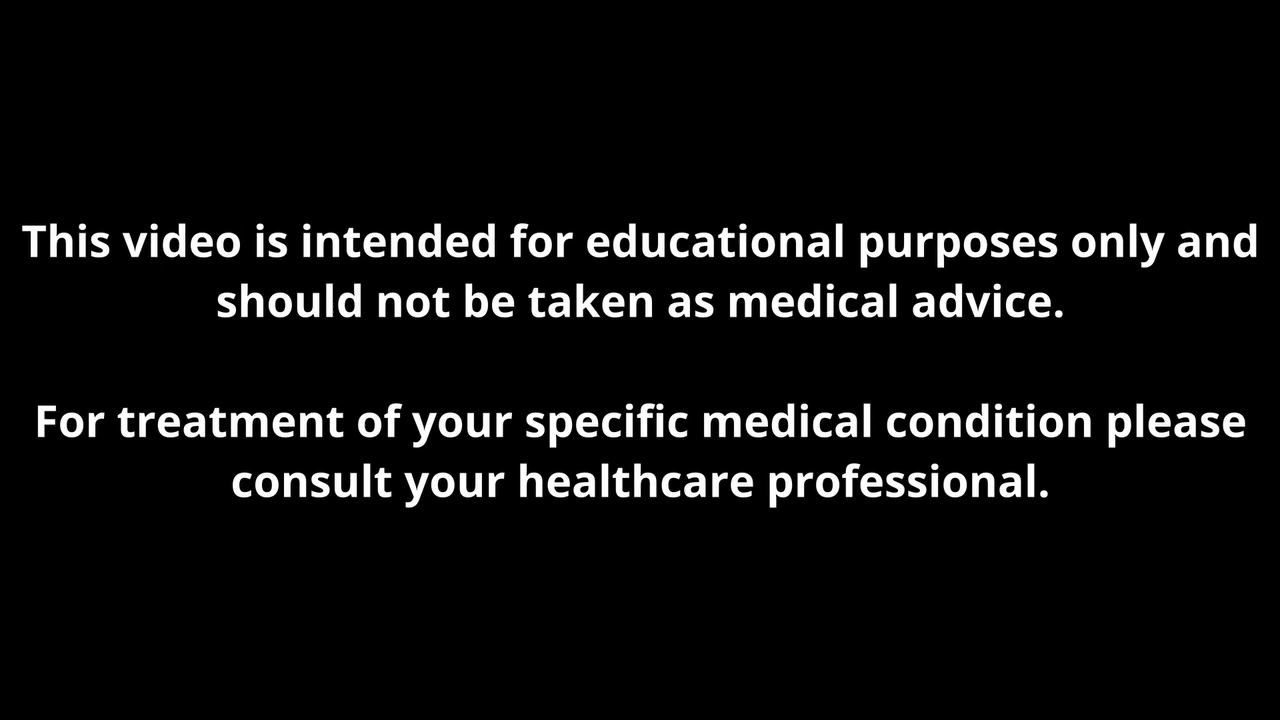 This video is intended for educational purposes only and
should not be taken as medical advice.
For treatment of your specific medical condition please
consult your healthcare professional.